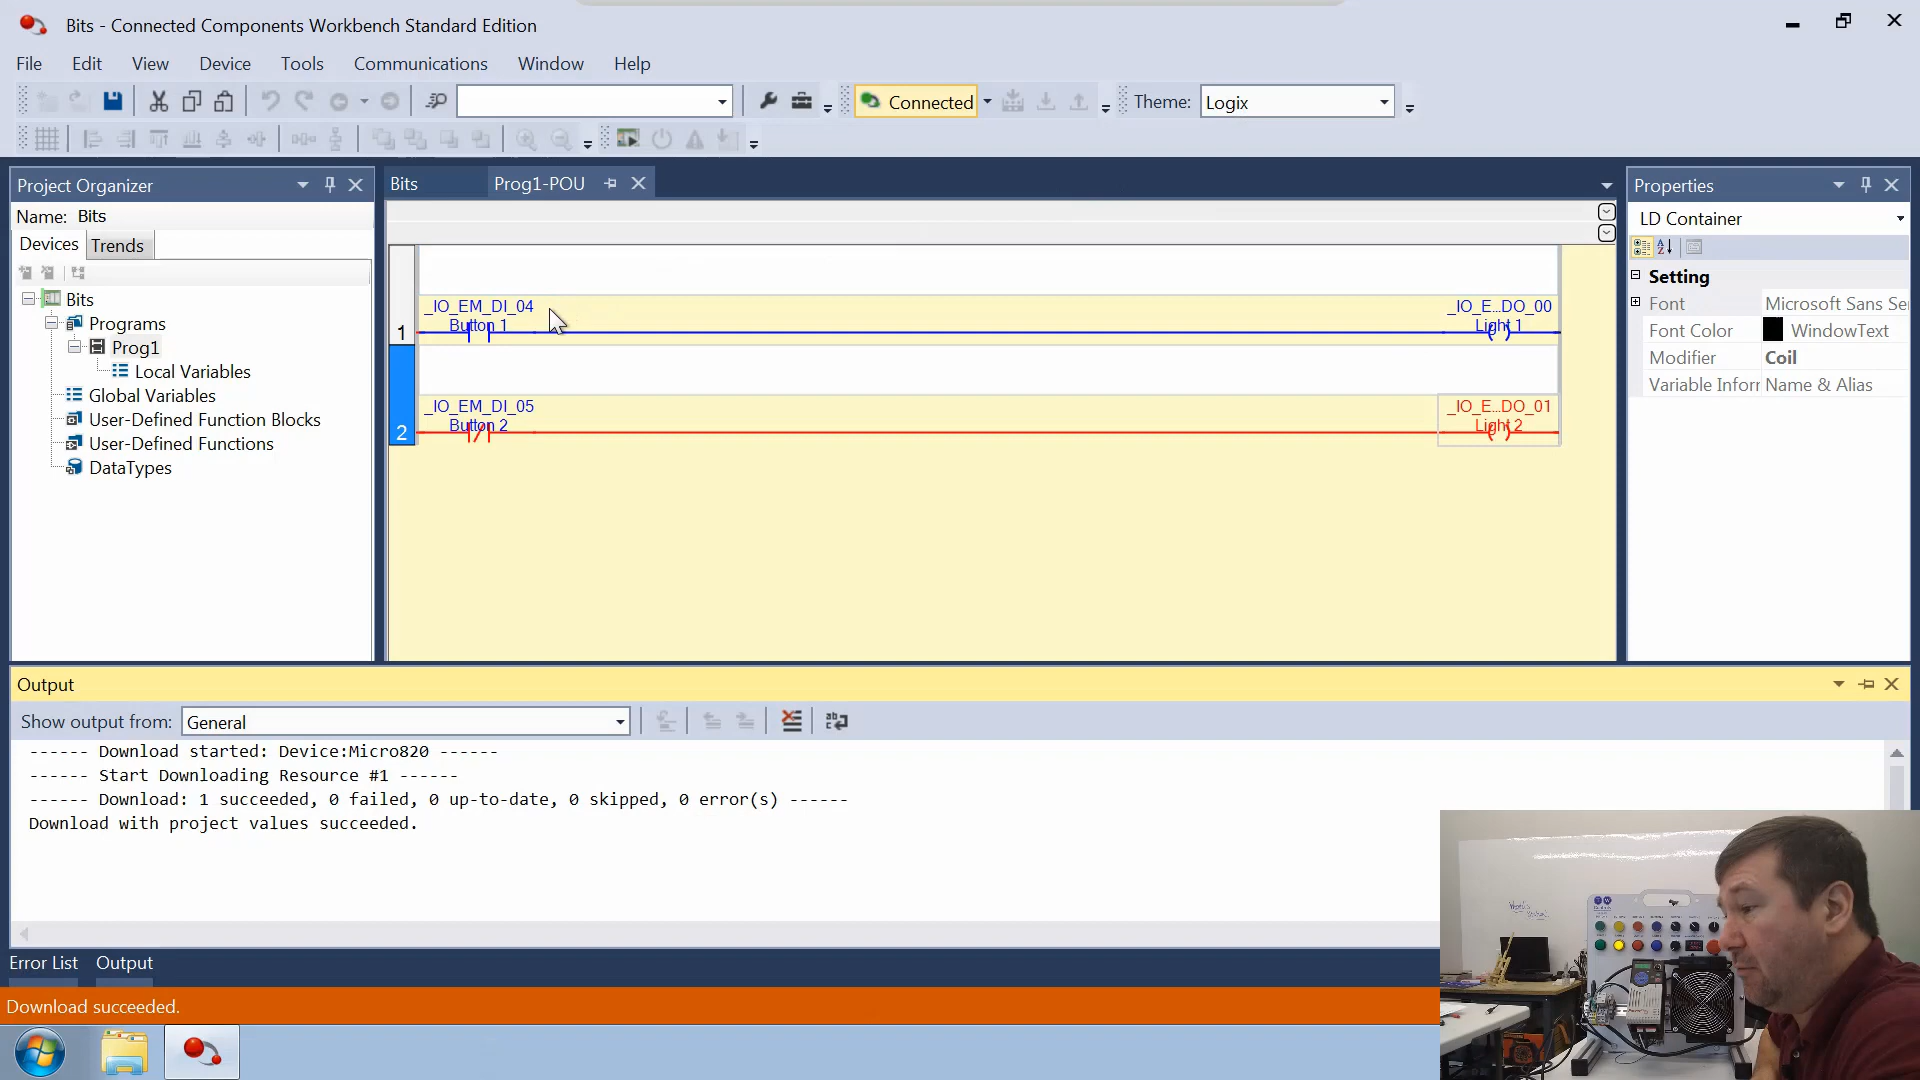 Bits - Connected Components Workbench Standard Edition
File Edit View Device Tools Communications Window Help
Connected Theme: Logix
Project Organizer
Name: Bits
Devices Trends
Bits
Programs
Prog1
Local Variables
Global Variables
User-Defined Function Blocks
User-Defined Functions
DataTypes
Bits Prog1-POU
_IO_EM_DI_04 _IO_E...DO_00
Button 1 Light 1
1
_IO_EM_DI_05 _IO_E...DO_01
Button 2 Light 2
2
Properties
LD Container
Setting
Font Microsoft Sans Se
Font Color WindowText
Modifier Coil
Variable Inforr Name & Alias
Output
Show output from: General
------ Download started: Device:Micro820 ------
------ Start Downloading Resource #1 ------
------ Download: 1 succeeded, 0 failed, 0 up-to-date, 0 skipped, 0 error(s) ------
Download with project values succeeded.
Error List Output
Download succeeded.